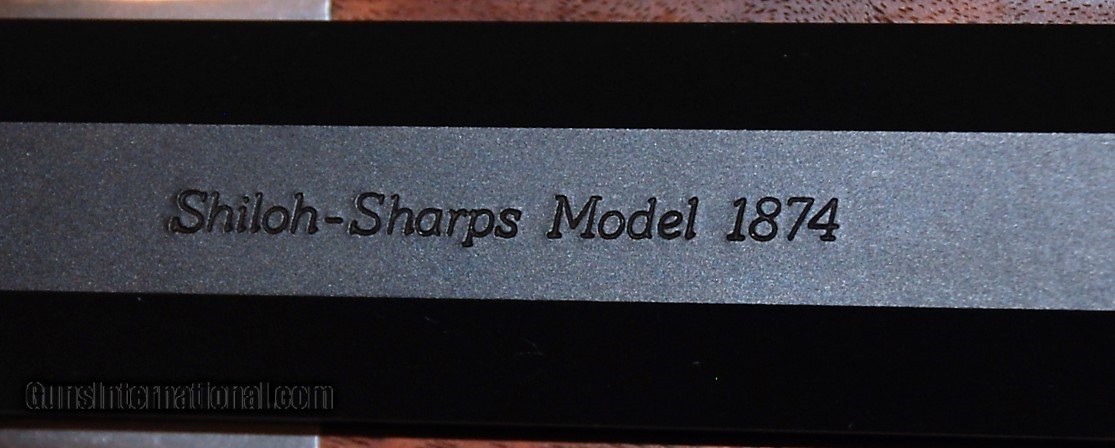 Shiloh-Sharps Model 1874
GunsInternational.com